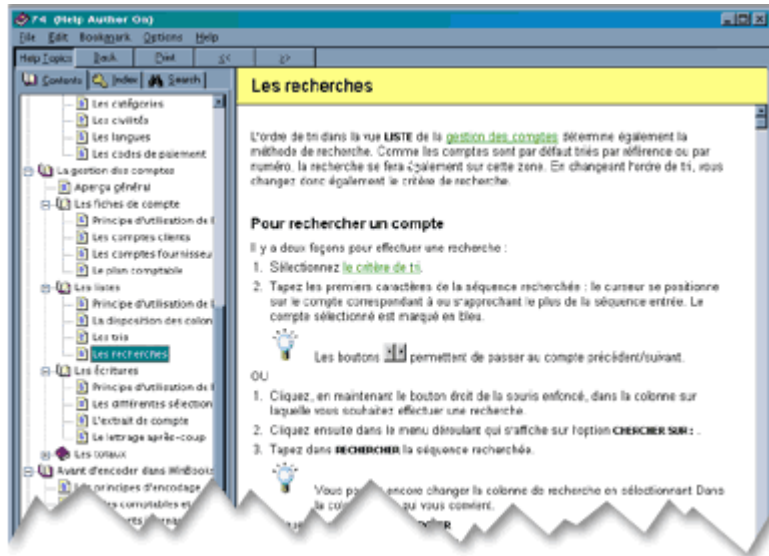 74 (Help Author On)
File Edit Bookmark Options Help
Help Topics Back Print << >>
Contents Index Search
Les catégories
Les civilités
Les langues
Les codes de paiement
La gestion des comptes
Aperçu général
Les fiches de compte
Principe d'utilisation de l
Les comptes clients
Les comptes fournisseu
Le plan comptable
Les listes
Principe d'utilisation de l
La disposition des colon
Les tris
Les recherches
Les écritures
Principe d'utilisation de l
Les différentes sélection
L'extrait de compte
Le lettrage après-coup
Les totaux
Avant d'encoder dans WinBooks
principes d'encodage
comptables et
Les recherches
L'ordre de tri dans la vue LISTE de la gestion des comptes détermine également la
méthode de recherche. Comme les comptes sont par défaut triés par référence ou par
numéro, la recherche se fera également sur cette zone. En changeant l'ordre de tri, vous
changez donc également le critère de recherche.
Pour rechercher un compte
Il y a deux façons pour effectuer une recherche :
1. Sélectionnez le critère de tri.
2. Tapez les premiers caractères de la séquence recherchée : le curseur se positionne
sur le compte correspondant à ou s'approchant le plus de la séquence entrée. Le
compte sélectionné est marqué en bleu.
Les boutons permettent de passer au compte précédent/suivant.
OU
1. Cliquez, en maintenant le bouton droit de la souris enfoncé, dans la colonne sur
laquelle vous souhaitez effectuer une recherche.
2. Cliquez ensuite dans le menu déroulant qui s'affiche sur l'option CHERCHER SUR : .
3. Tapez dans RECHERCHER la séquence recherchée.
Vous encore changer la colonne de recherche en sélectionnant Dans
la qui vous convient.